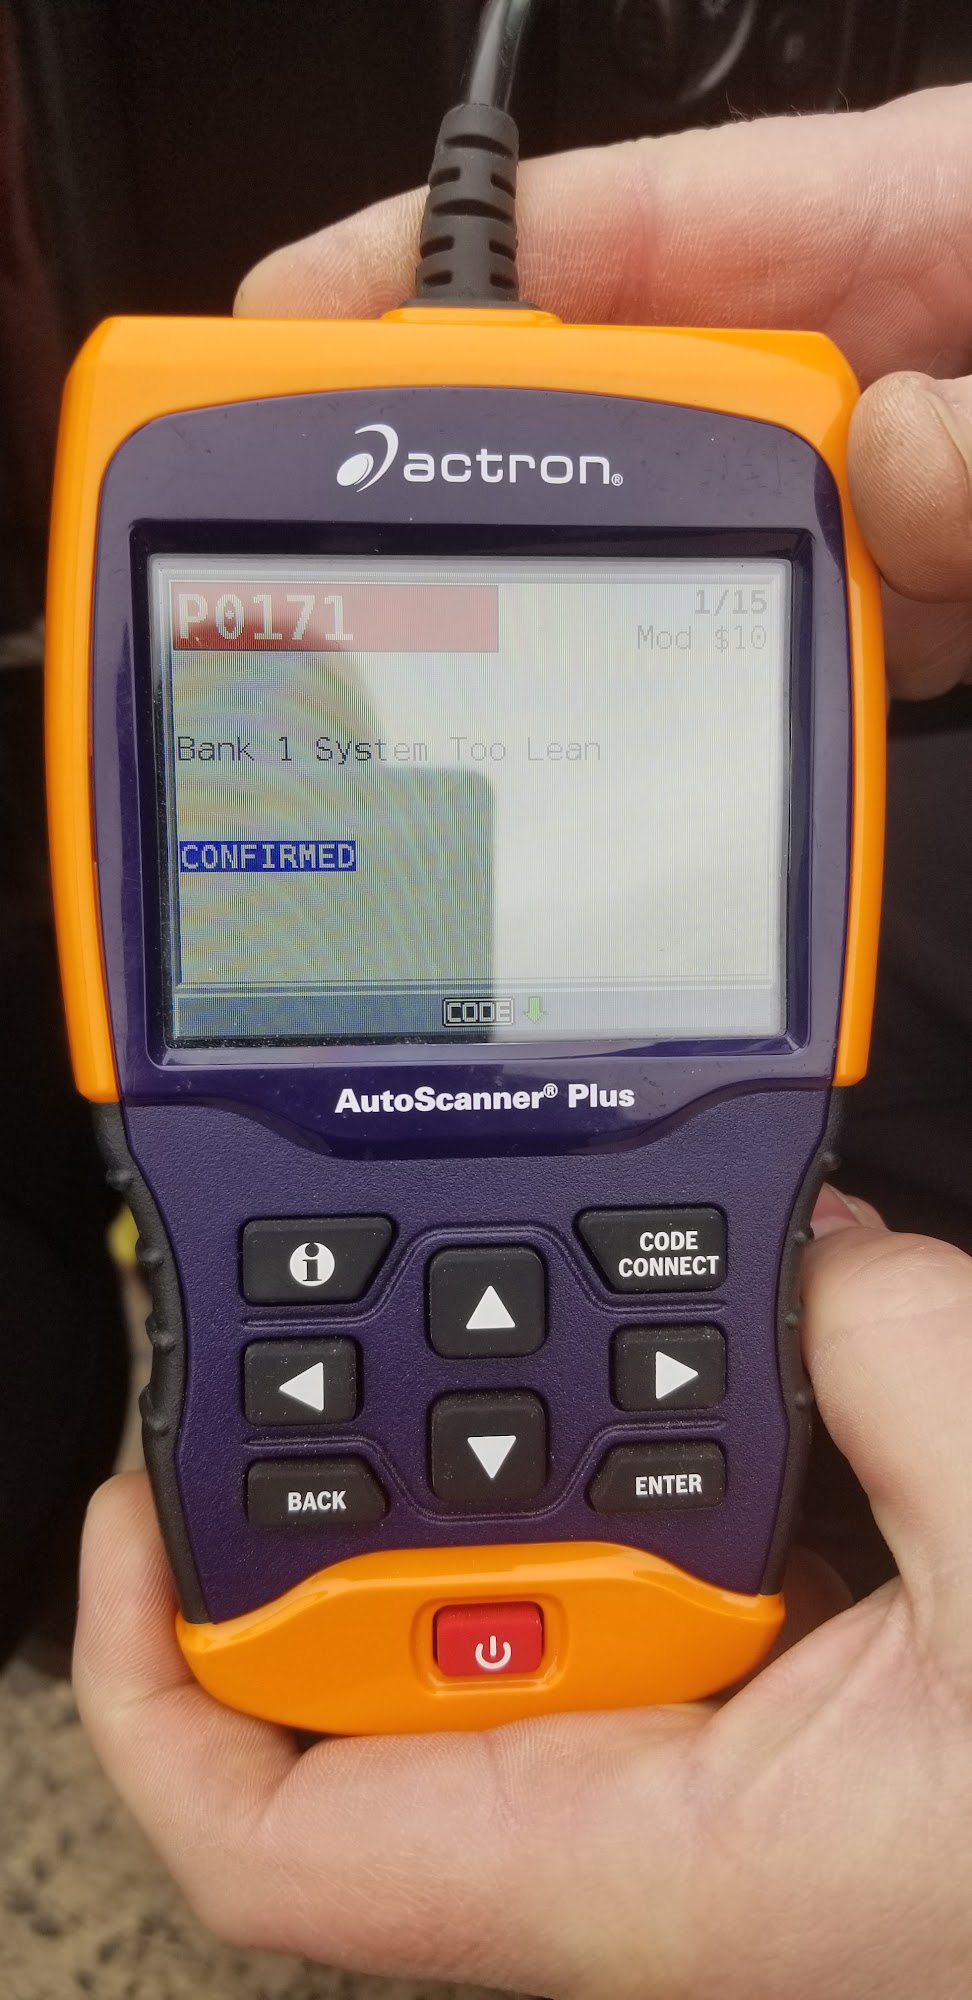 actron®
P0171
1/15
Mod $10
Bank 1 System Too Lean
CONFIRMED
CODE
AutoScanner® Plus
i
CODE
CONNECT
BACK
ENTER